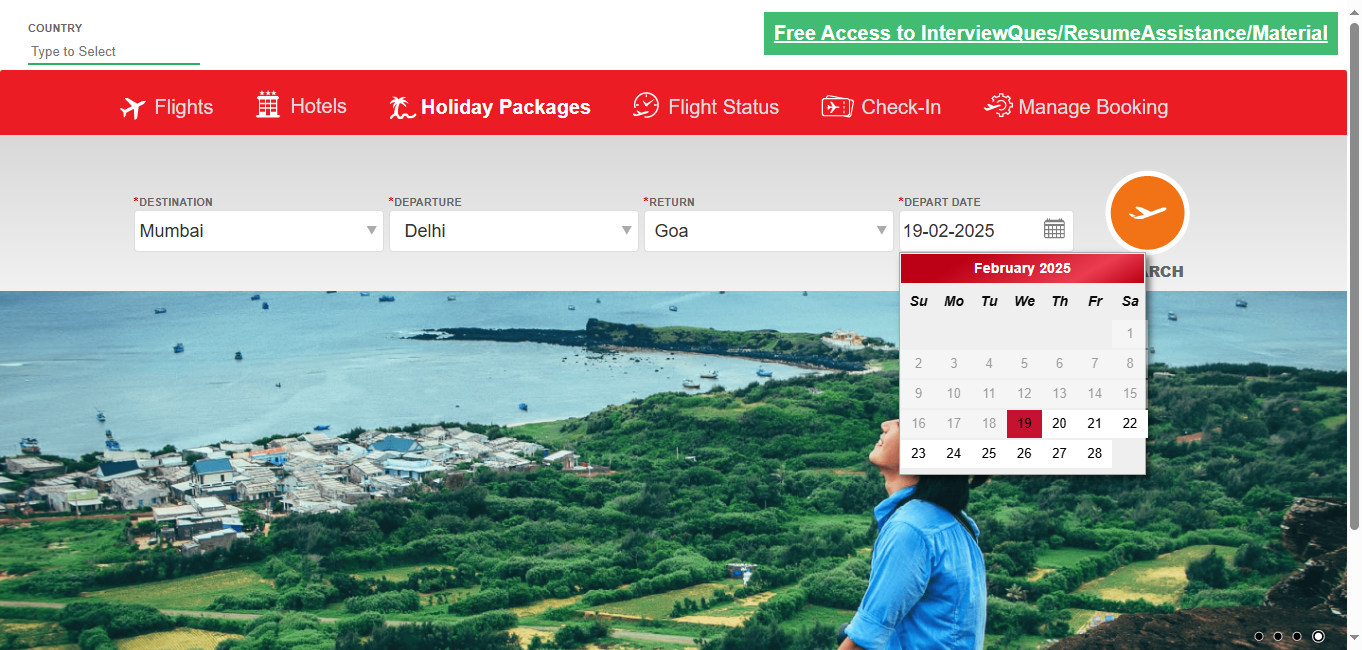 COUNTRY
Type to Select
Free Access to InterviewQues/ResumeAssistance/Material
Flights
Hotels
Holiday Packages
Flight Status
Check-In
Manage Booking
*DESTINATION
Mumbai
*DEPARTURE
Delhi
*RETURN
Goa
*DEPART DATE
19-02-2025
RCH
February 2025
Su Mo Tu We Th Fr Sa
1
2 3 4 5 6 7 8
9 10 11 12 13 14 15
16 17 18 19 20 21 22
23 24 25 26 27 28